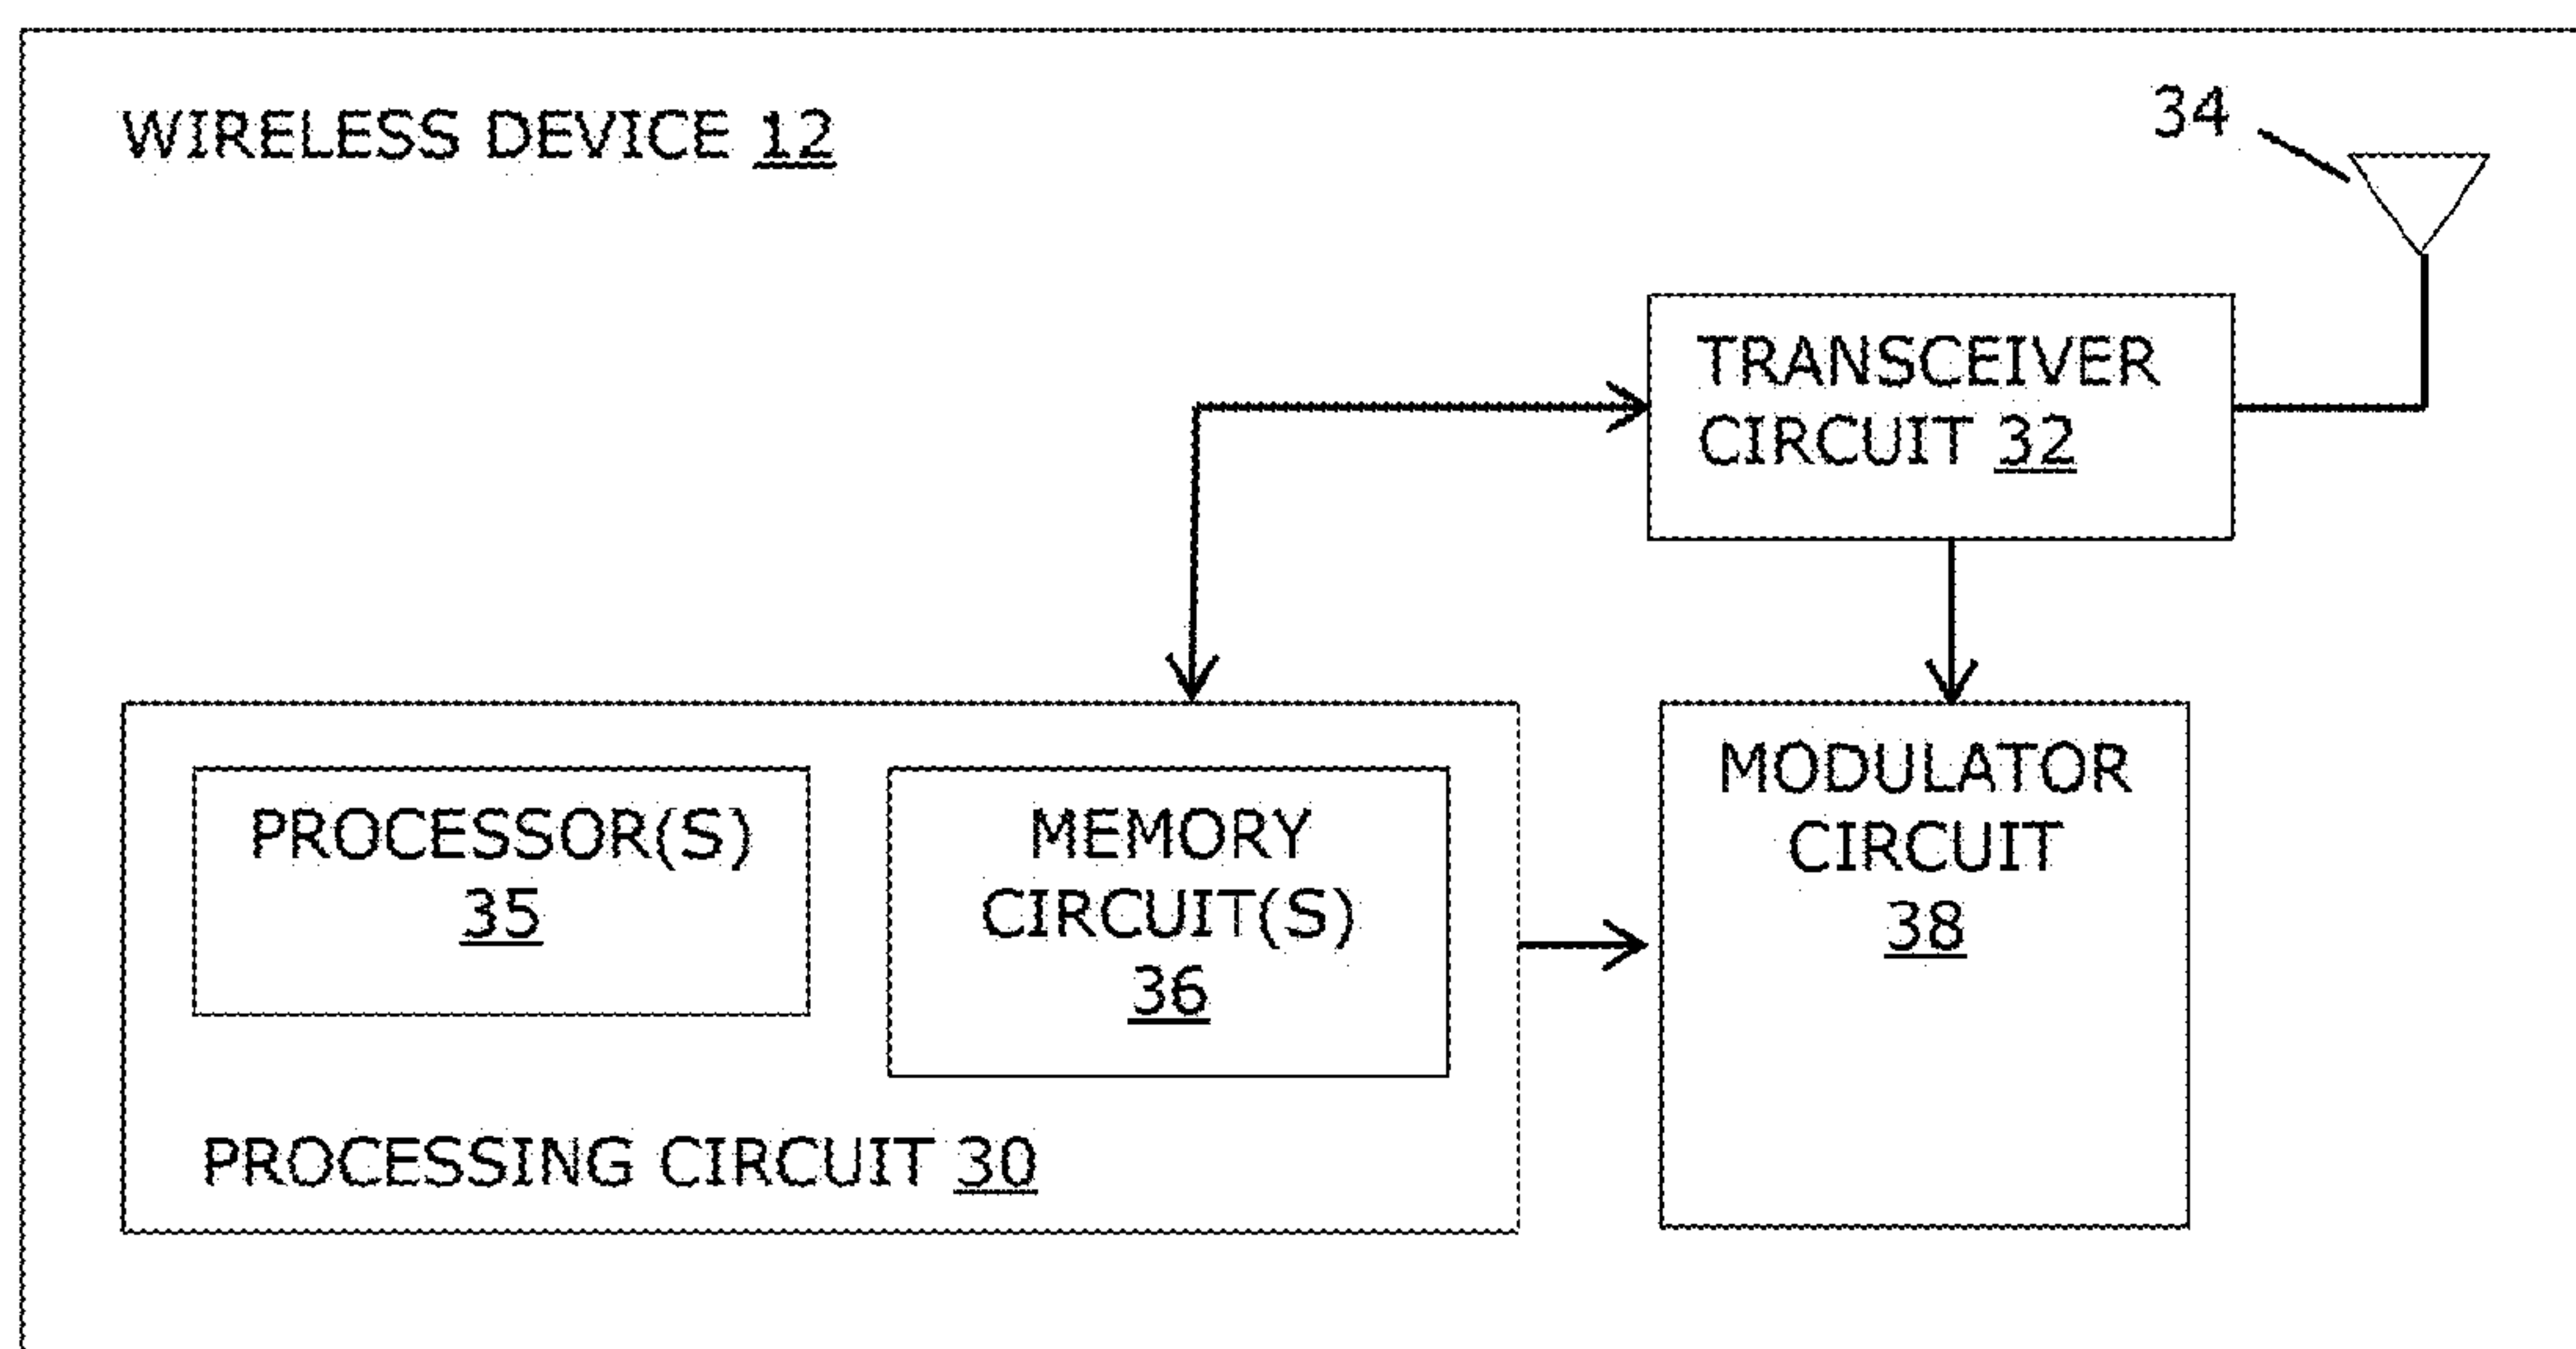 WIRELESS DEVICE 12
34
TRANSCEIVER
CIRCUIT 32
PROCESSOR(S)
35
MEMORY
CIRCUIT(S)
36
PROCESSING CIRCUIT 30
MODULATOR
CIRCUIT
38